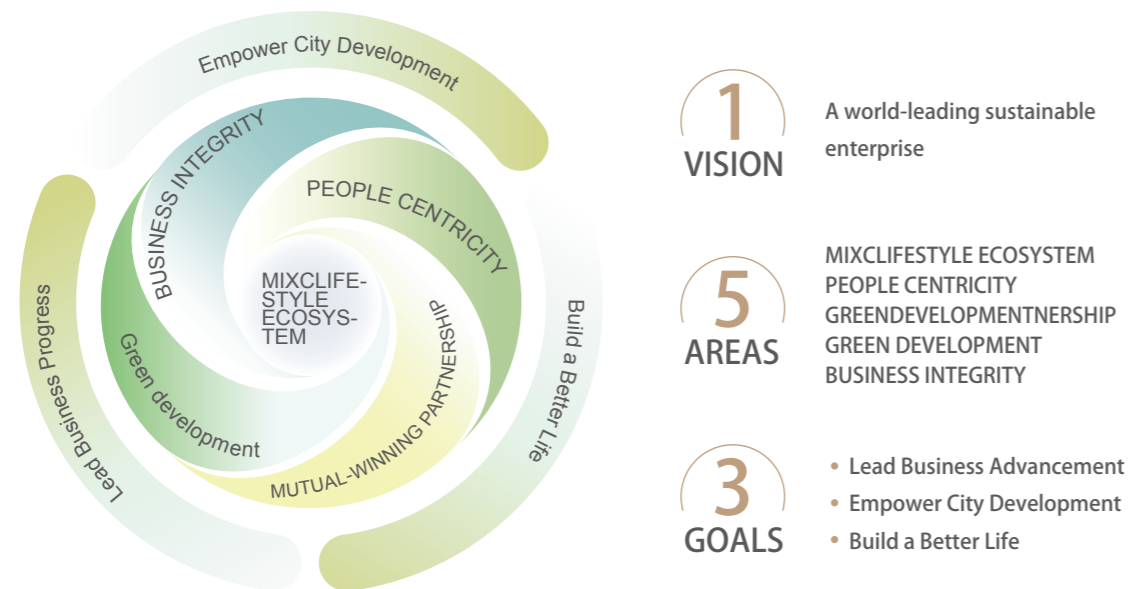 Empower City Development
BUSINESS INTEGRITY
PEOPLE CENTRICITY
MIXCLIFE-
STYLE
ECOSYS-
TEM
Green development
MUTUAL-WINNING PARTNERSHIP
Lead Business Progress
Build a Better Life
1
VISION
A world-leading sustainable
enterprise
5
AREAS
MIXCLIFESTYLE ECOSYSTEM
PEOPLE CENTRICITY
GREENDEVELOPMENTNERSHIP
GREEN DEVELOPMENT
BUSINESS INTEGRITY
3
GOALS
• Lead Business Advancement
• Empower City Development
• Build a Better Life